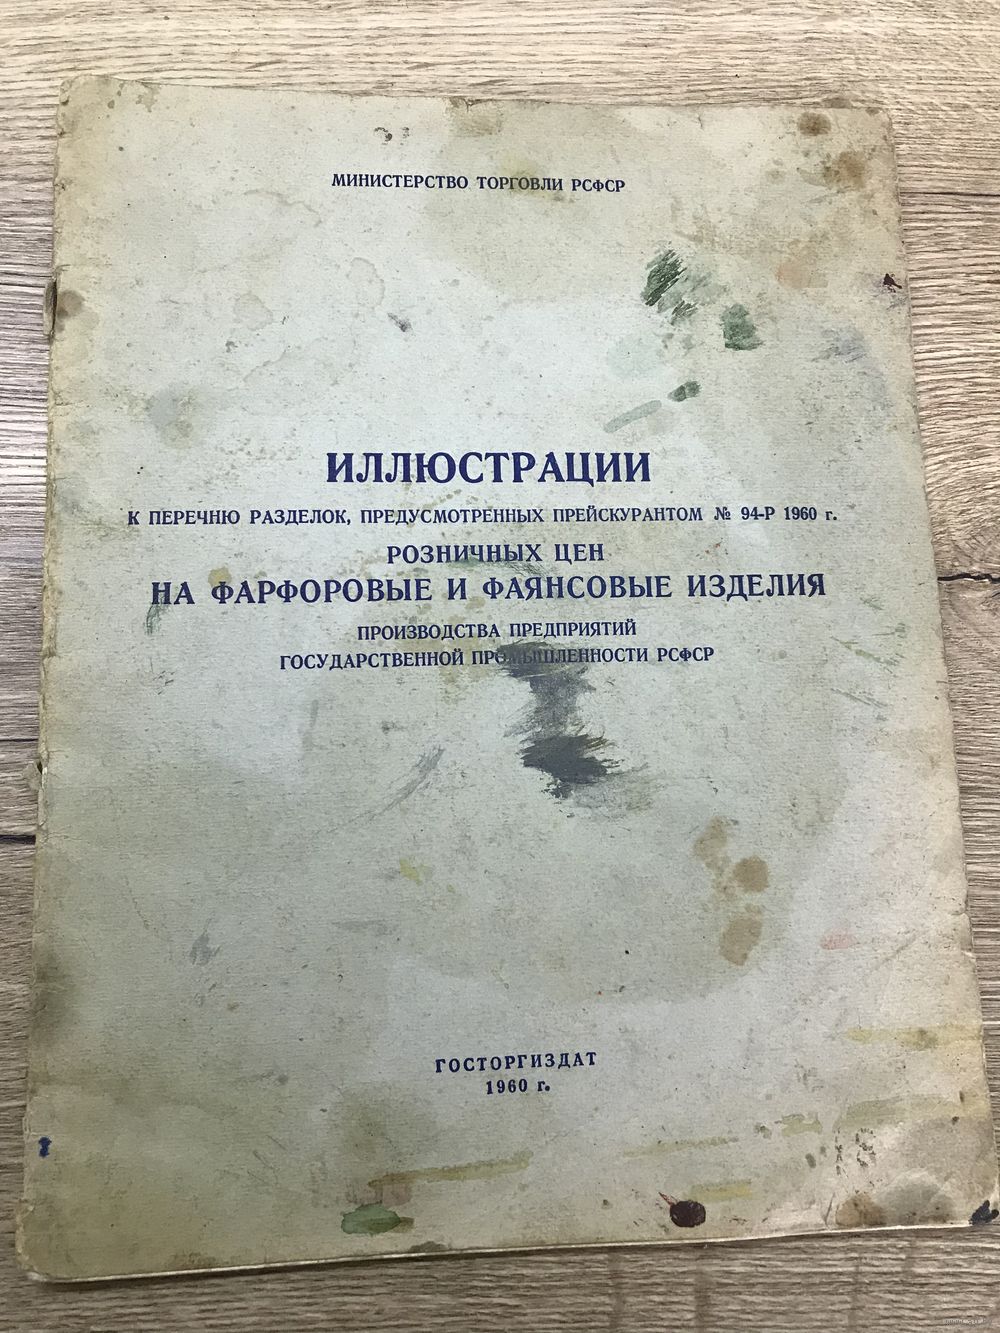 МИНИСТЕРСТВО ТОРГОВЛИ РСФСР
ИЛЛЮСТРАЦИИ
К ПЕРЕЧНЮ РАЗДЕЛОК, ПРЕДУСМОТРЕННЫХ ПРЕЙСКУРАНТОМ № 94-Р 1960 г.
РОЗНИЧНЫХ ЦЕН
НА ФАРФОРОВЫЕ И ФАЯНСОВЫЕ ИЗДЕЛИЯ
ПРОИЗВОДСТВА ПРЕДПРИЯТИЙ
ГОСУДАРСТВЕННОЙ ПРОМЫШЛЕННОСТИ РСФСР
ГОСТОРГИЗДАТ
1960 г.